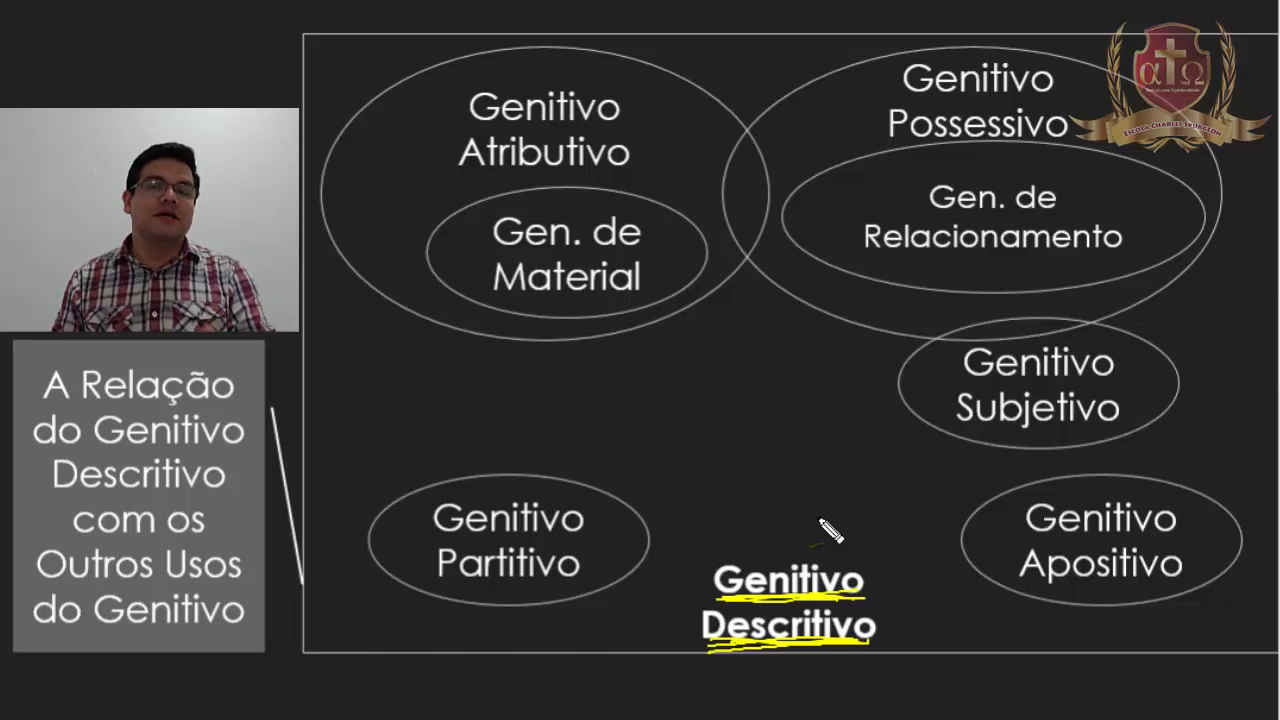 Genitivo
Atributivo
Gen. de
Material
Genitivo
Possessivo
Gen. de
Relacionamento
Genitivo
Subjetivo
Genitivo
Partitivo
Genitivo
Descritivo
Genitivo
Apositivo
A Relação
do Genitivo
Descritivo
com os
Outros Usos
do Genitivo
α Ω
ESCOLA CHARLES SPURGEON